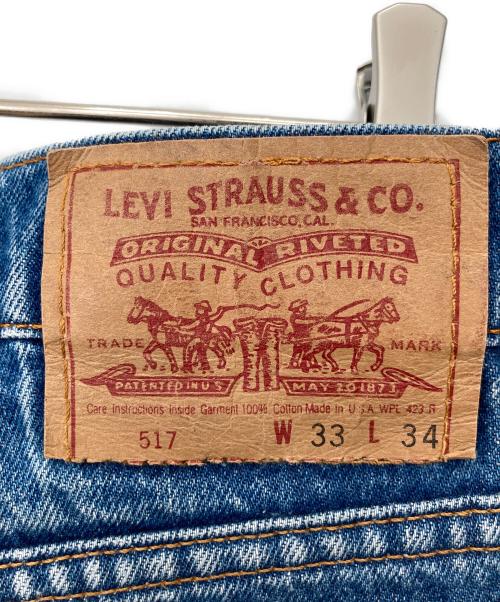 LEVI STRAUSS & CO.
SAN FRANCISCO, CAL.
ORIGINAL RIVETED
QUALITY CLOTHING
TRADE MARK
PATENTED IN U S MAY 20 1873
Care Instructions Inside Garment 100% Cotton Made in U S A WPL 423 R
517 W 33 L 34